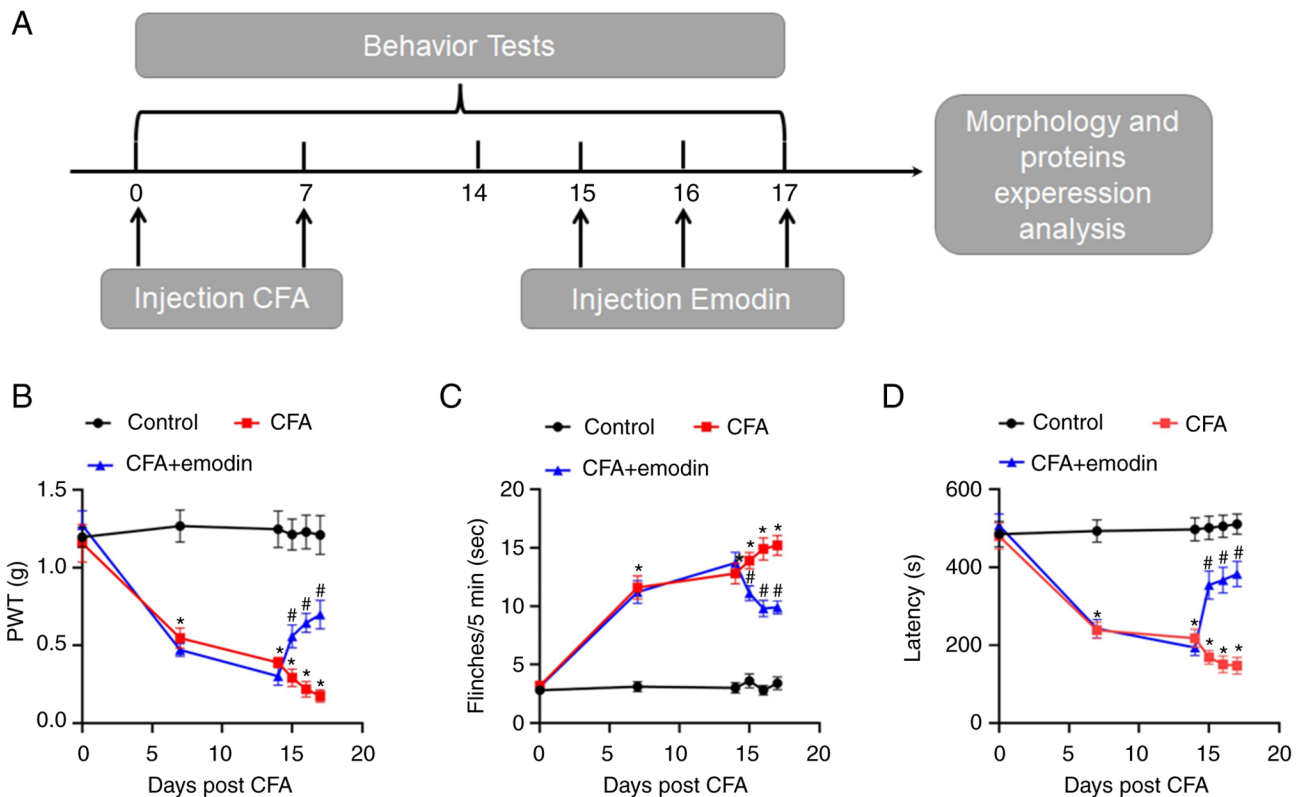 A
Behavior Tests
0 7 14 15 16 17
Injection CFA
Injection Emodin
Morphology and
proteins
experession
analysis
B
Control CFA
CFA+emodin
PWT (g)
1.5
1.0
0.5
0.0
* * * * *
# # #
0 5 10 15 20
Days post CFA
C
Control CFA
CFA+emodin
Flinches/5 min (sec)
20
15
10
5
0
* * * * *
# # #
0 5 10 15 20
Days post CFA
D
Control CFA
CFA+emodin
Latency (s)
600
400
200
0
# # #
* * * * *
0 5 10 15 20
Days post CFA